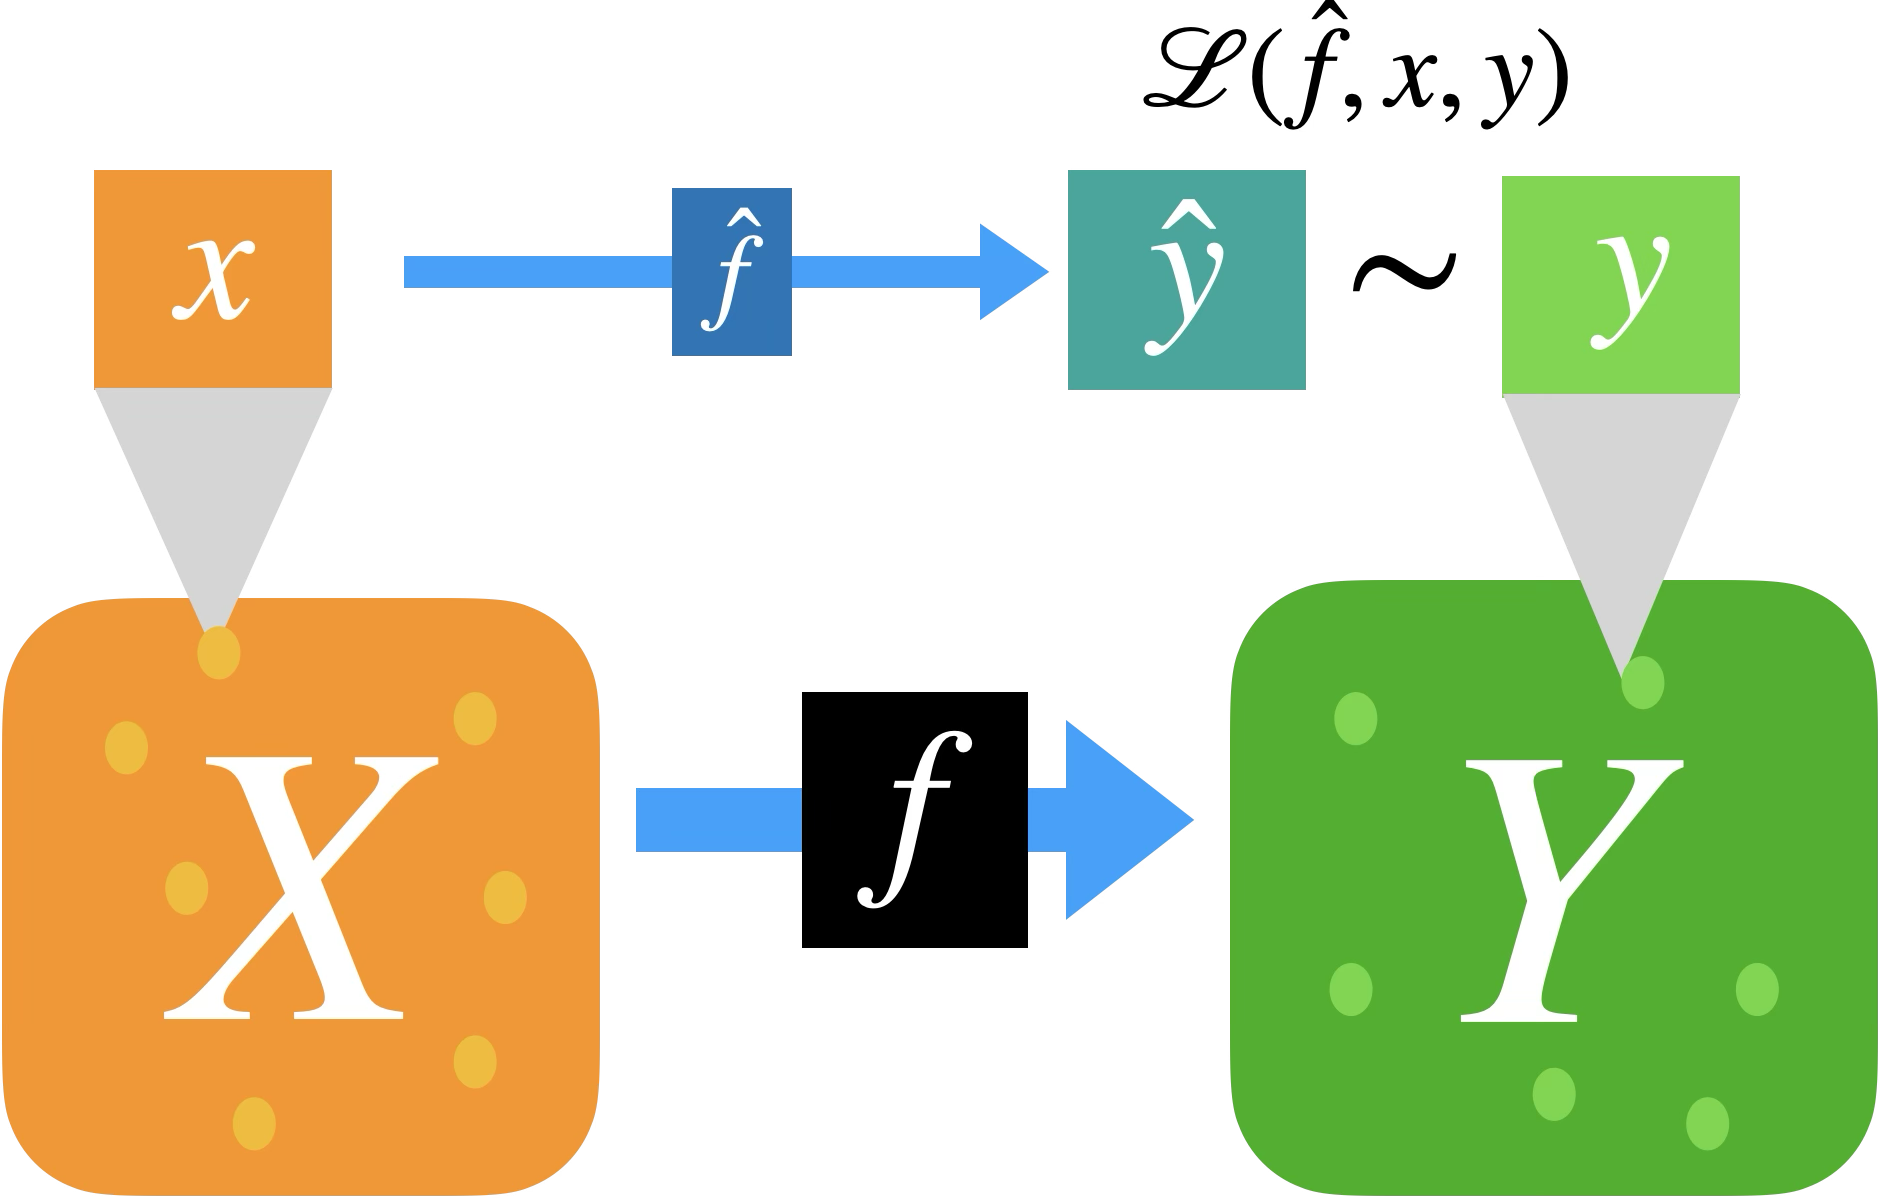 ℒ(f̂, x, y)
x f̂ ŷ ~ y
X f Y